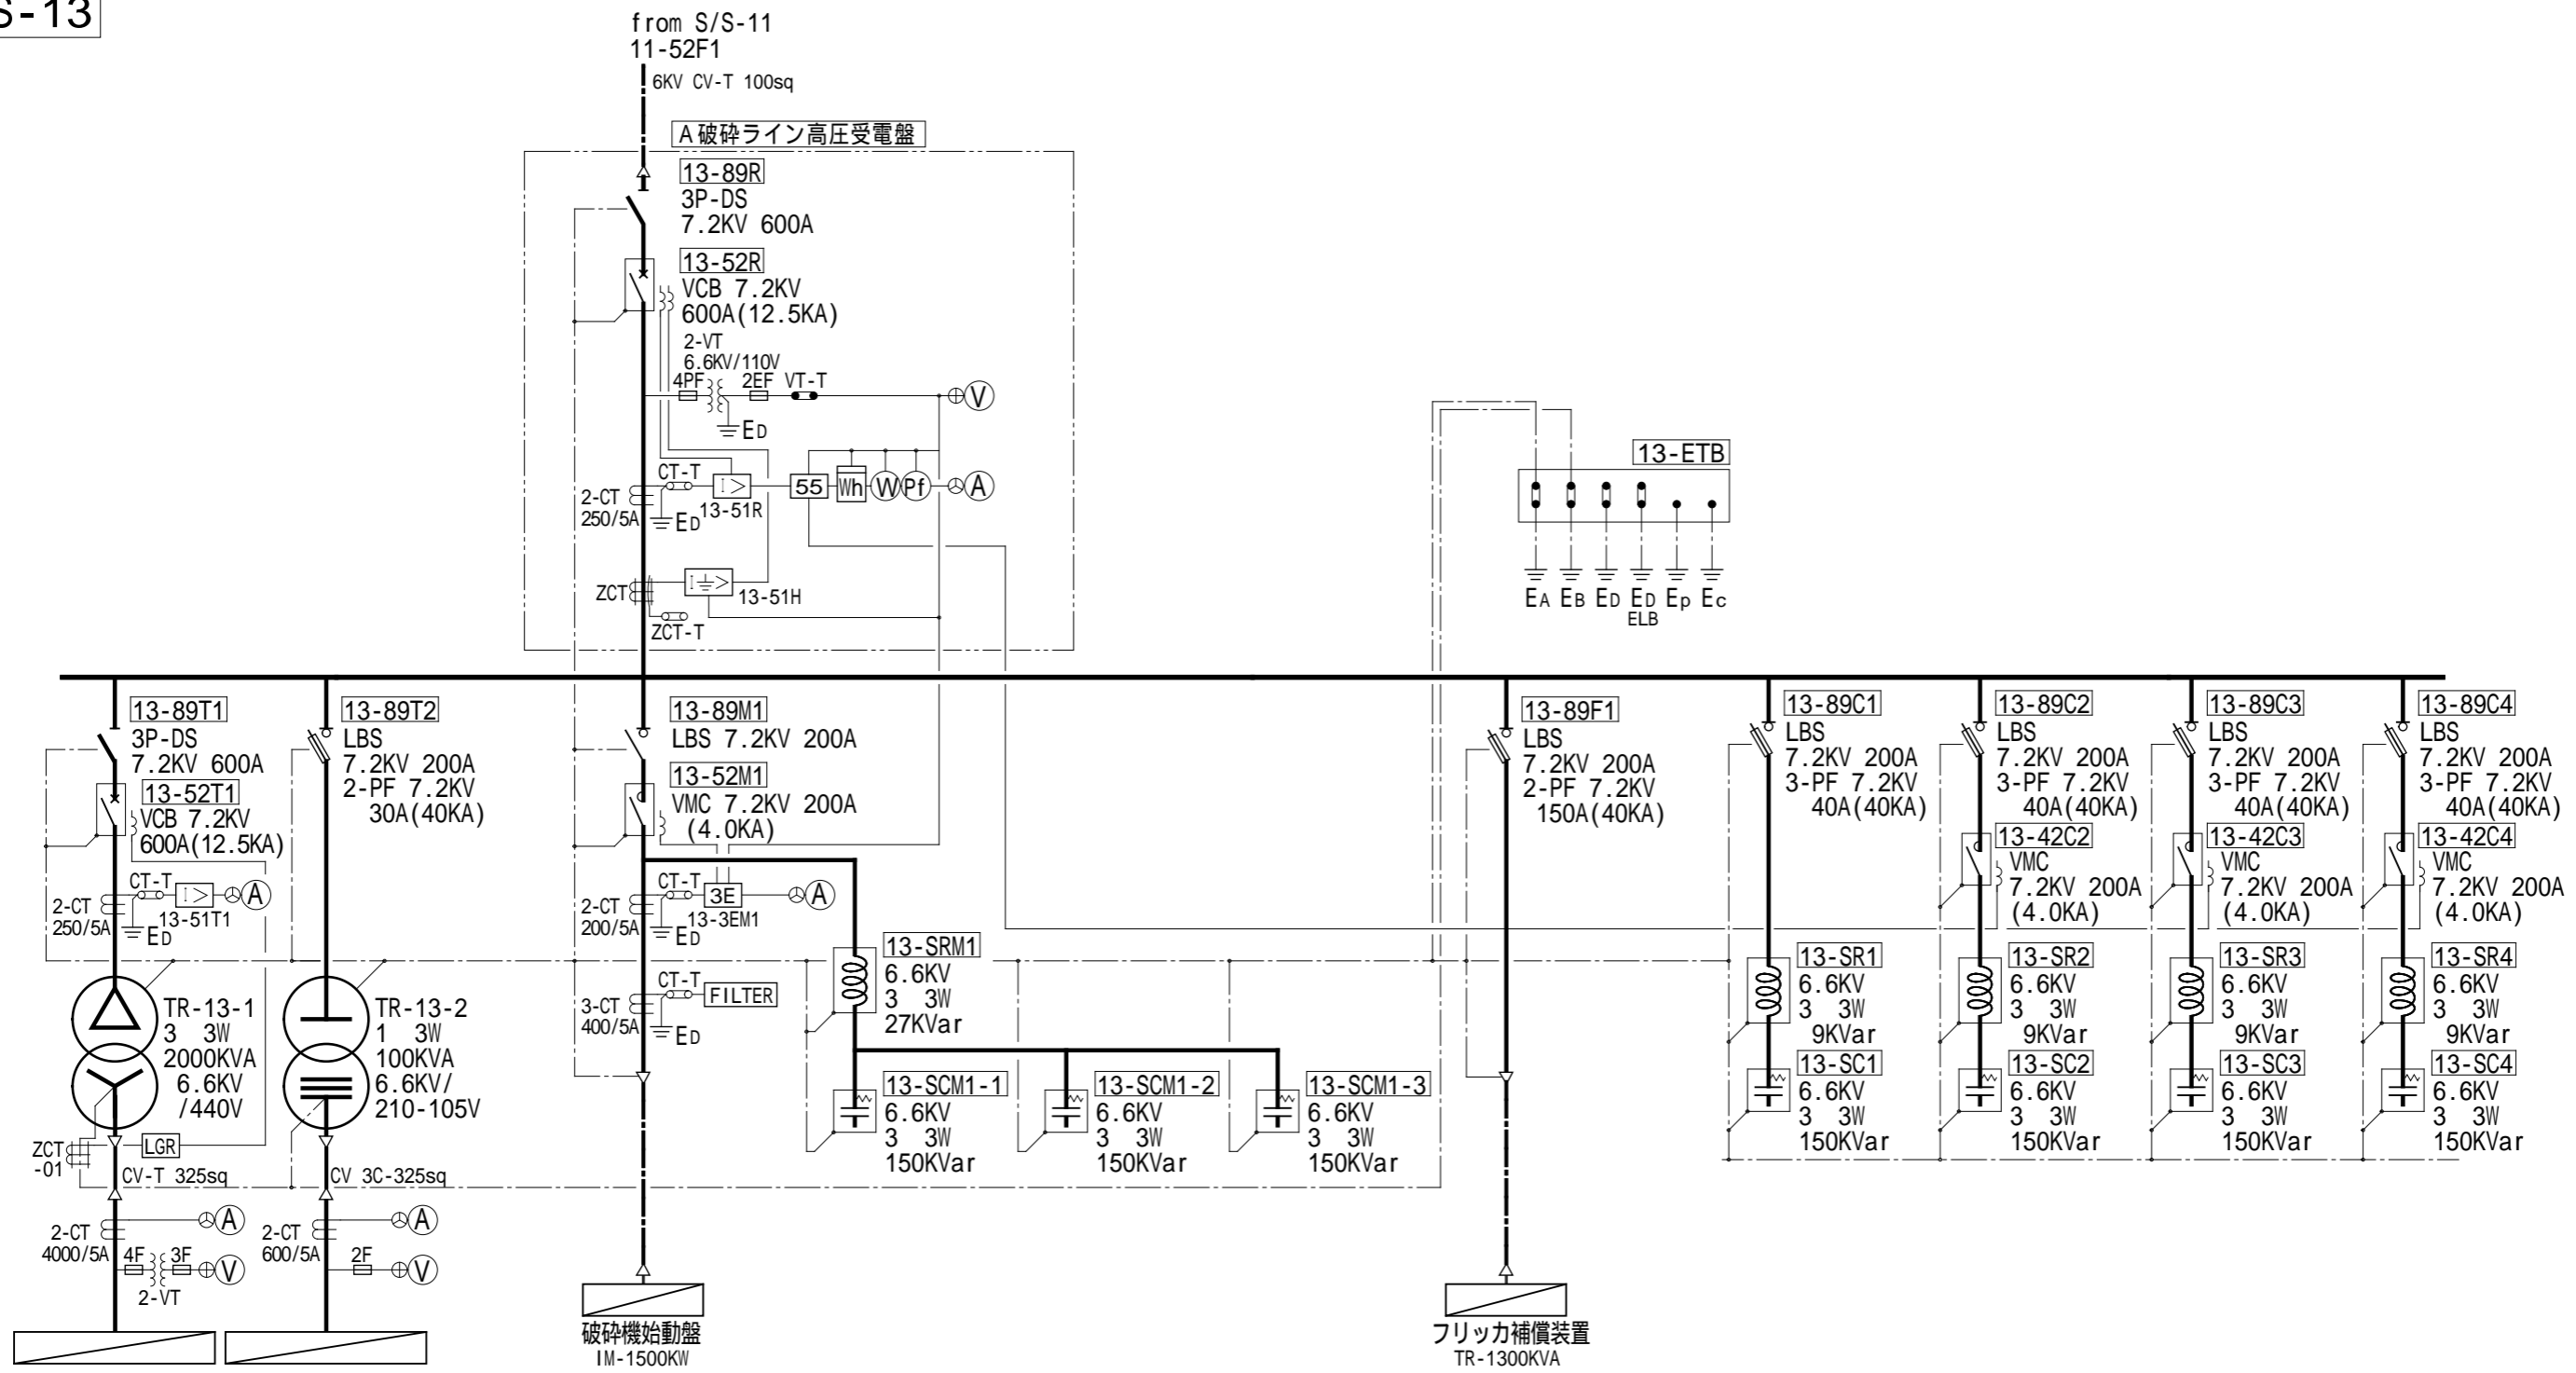 S-13
from S/S-11
11-52F1
6KV CV-T 100sq
A破砕ライン高圧受電盤
13-89R
3P-DS
7.2KV 600A
13-52R
VCB 7.2KV
600A(12.5KA)
2-VT
6.6KV/110V
4PF
2EF
VT-T
V
ED
CT-T
I>
55
Wh
W
Pf
A
2-CT
250/5A
ED
13-51R
ZCT
I>
13-51H
ZCT-T
13-ETB
EA EB ED ED Ep Ec
ELB
13-89T1
3P-DS
7.2KV 600A
13-52T1
VCB 7.2KV
600A(12.5KA)
CT-T
I>
A
2-CT
250/5A
ED
13-51T1
TR-13-1
3 3W
2000KVA
6.6KV
/440V
ZCT
-01
LGR
CV-T 325sq
2-CT
4000/5A
A
4F
3F
V
2-VT
13-89T2
LBS
7.2KV 200A
2-PF 7.2KV
30A(40KA)
TR-13-2
1 3W
100KVA
6.6KV/
210-105V
CV 3C-325sq
2-CT
600/5A
A
2F
V
13-89M1
LBS 7.2KV 200A
13-52M1
VMC 7.2KV 200A
(4.0KA)
CT-T
3E
A
2-CT
200/5A
ED
13-3EM1
CT-T
FILTER
3-CT
400/5A
ED
13-SRM1
6.6KV
3 3W
27KVar
13-SCM1-1
6.6KV
3 3W
150KVar
13-SCM1-2
6.6KV
3 3W
150KVar
13-SCM1-3
6.6KV
3 3W
150KVar
破砕機始動盤
IM-1500KW
13-89F1
LBS
7.2KV 200A
2-PF 7.2KV
150A(40KA)
フリッカ補償装置
TR-1300KVA
13-89C1
LBS
7.2KV 200A
3-PF 7.2KV
40A(40KA)
13-SR1
6.6KV
3 3W
9KVar
13-SC1
6.6KV
3 3W
150KVar
13-89C2
LBS
7.2KV 200A
3-PF 7.2KV
40A(40KA)
13-42C2
VMC
7.2KV 200A
(4.0KA)
13-SR2
6.6KV
3 3W
9KVar
13-SC2
6.6KV
3 3W
150KVar
13-89C3
LBS
7.2KV 200A
3-PF 7.2KV
40A(40KA)
13-42C3
VMC
7.2KV 200A
(4.0KA)
13-SR3
6.6KV
3 3W
9KVar
13-SC3
6.6KV
3 3W
150KVar
13-89C4
LBS
7.2KV 200A
3-PF 7.2KV
40A(40KA)
13-42C4
VMC
7.2KV 200A
(4.0KA)
13-SR4
6.6KV
3 3W
9KVar
13-SC4
6.6KV
3 3W
150KVar